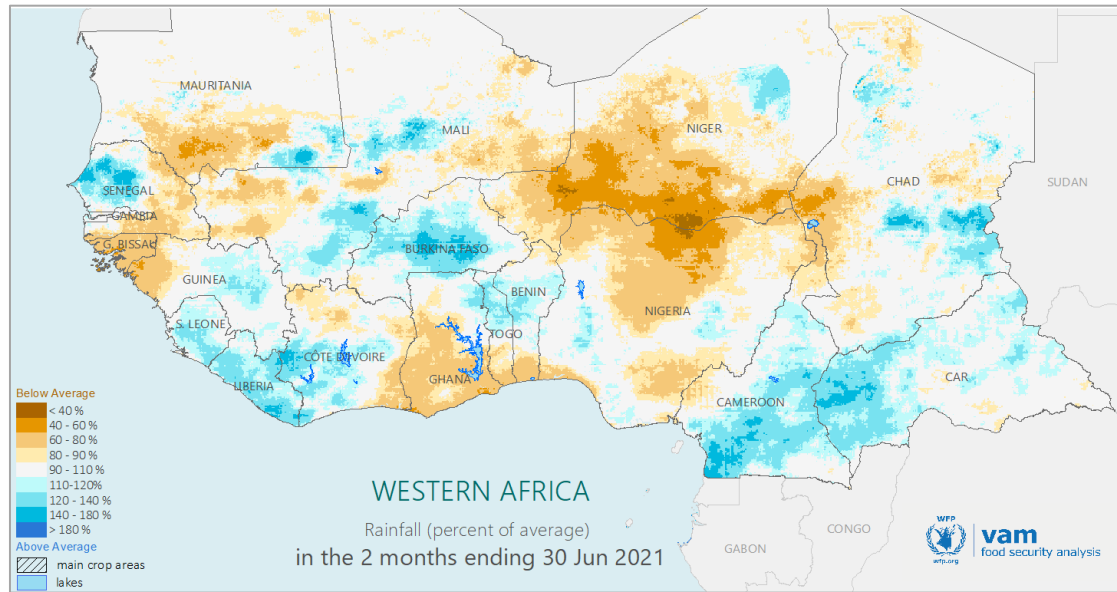 MAURITANIA
MALI
NIGER
CHAD
SUDAN
SENEGAL
GAMBIA
G. BISSAU
BURKINA FASO
GUINEA
BENIN
NIGERIA
S. LEONE
TOGO
CÔTE D'IVOIRE
LIBERIA
GHANA
CAMEROON
CAR
GABON
CONGO
Below Average
< 40 %
40 - 60 %
60 - 80 %
80 - 90 %
90 - 110 %
110-120%
120 - 140 %
140 - 180 %
> 180 %
Above Average
main crop areas
lakes
WESTERN AFRICA
Rainfall (percent of average)
in the 2 months ending 30 Jun 2021
WFP
wfp.org
vam
food security analysis